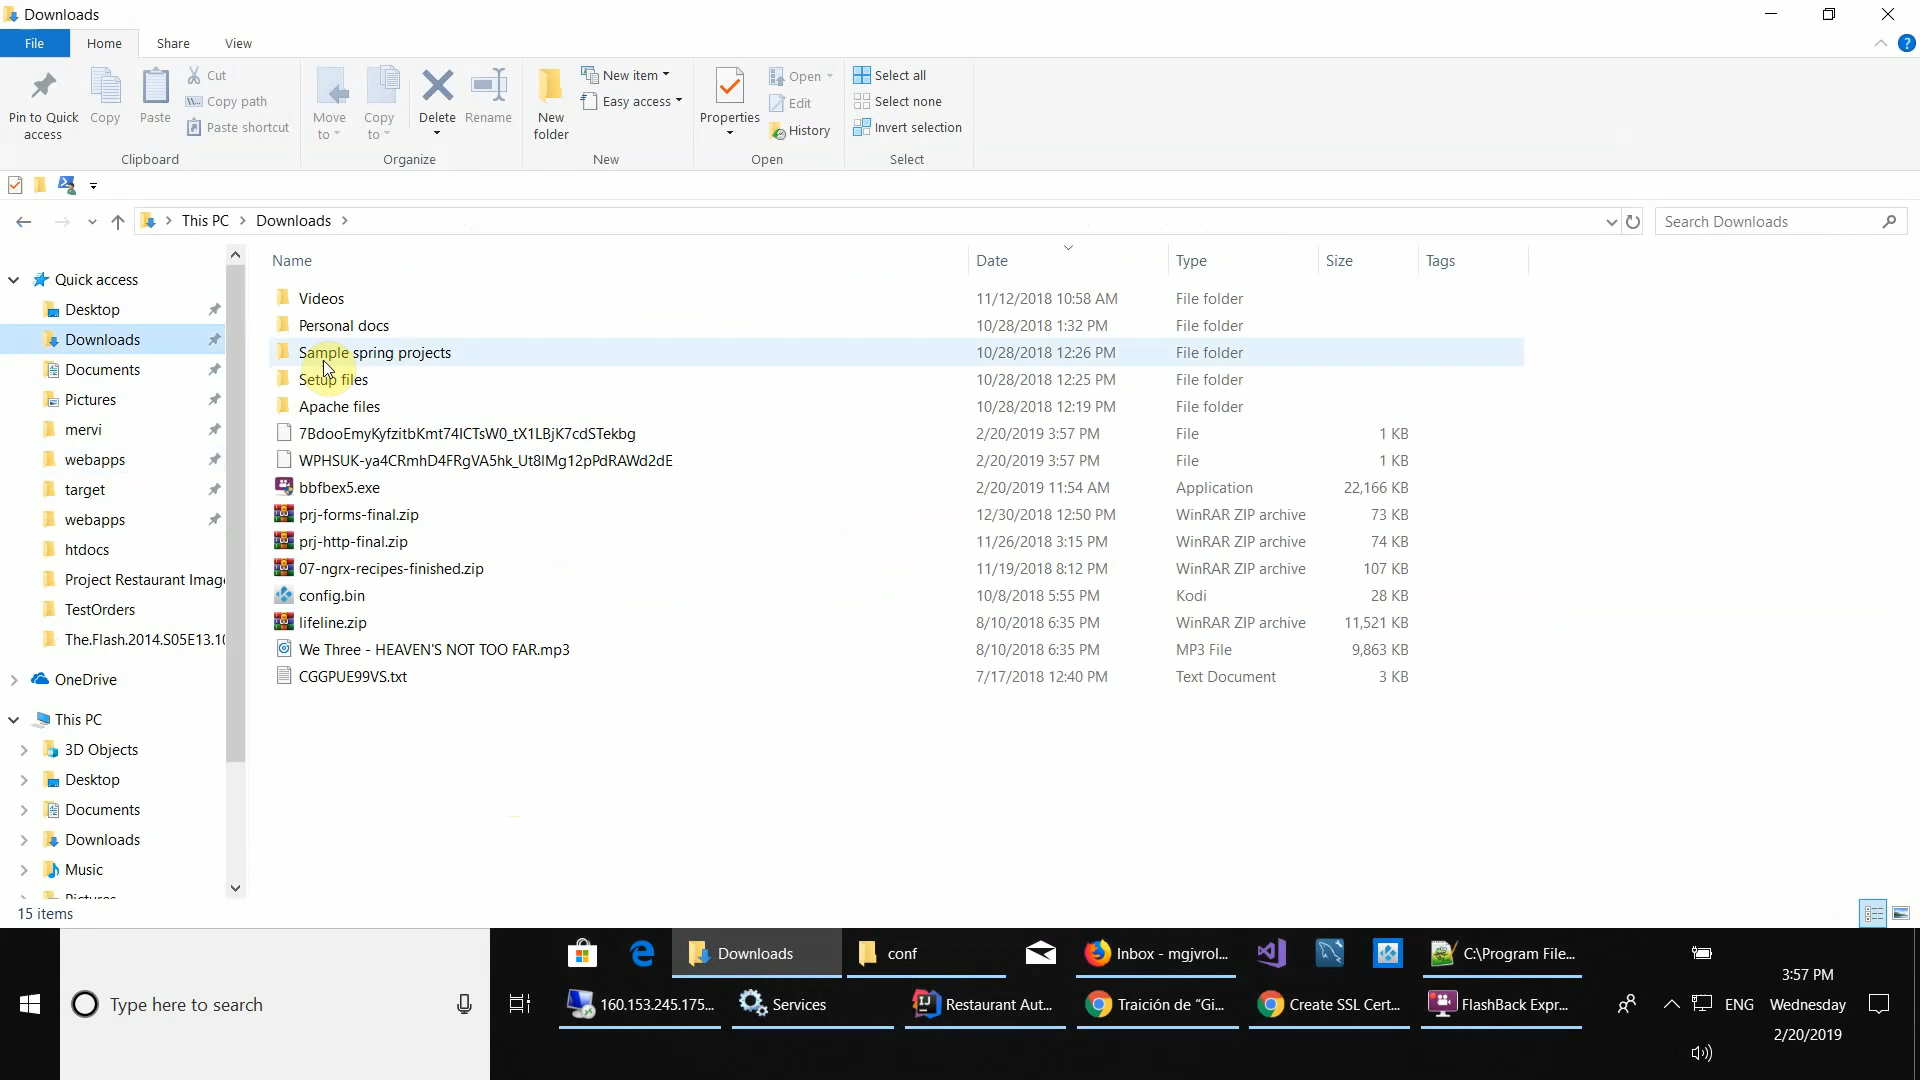 Downloads
File Home Share View
Pin to Quick access
Copy
Paste
Cut
Copy path
Paste shortcut
Clipboard
Move to
Copy to
Delete
Rename
Organize
New folder
New item
Easy access
New
Properties
Open
Edit
History
Open
Select all
Select none
Invert selection
Select
This PC > Downloads >
Search Downloads
Quick access
Desktop
Downloads
Documents
Pictures
mervi
webapps
target
webapps
htdocs
Project Restaurant Imag
TestOrders
The.Flash.2014.S05E13.10
OneDrive
This PC
3D Objects
Desktop
Documents
Downloads
Music
Pictures
Name Date Type Size Tags
Videos 11/12/2018 10:58 AM File folder
Personal docs 10/28/2018 1:32 PM File folder
Sample spring projects 10/28/2018 12:26 PM File folder
Setup files 10/28/2018 12:25 PM File folder
Apache files 10/28/2018 12:19 PM File folder
7BdooEmyKyfzitbKmt74ICTsW0_tX1LBjK7cdSTekbg 2/20/2019 3:57 PM File 1 KB
WPHSUK-ya4CRmhD4FRgVA5hk_Ut8IMg12pPdRAWd2dE 2/20/2019 3:57 PM File 1 KB
bbfbex5.exe 2/20/2019 11:54 AM Application 22,166 KB
prj-forms-final.zip 12/30/2018 12:50 PM WinRAR ZIP archive 73 KB
prj-http-final.zip 11/26/2018 3:15 PM WinRAR ZIP archive 74 KB
07-ngrx-recipes-finished.zip 11/19/2018 8:12 PM WinRAR ZIP archive 107 KB
config.bin 10/8/2018 5:55 PM Kodi 28 KB
lifeline.zip 8/10/2018 6:35 PM WinRAR ZIP archive 11,521 KB
We Three - HEAVEN'S NOT TOO FAR.mp3 8/10/2018 6:35 PM MP3 File 9,863 KB
CGGPUE99VS.txt 7/17/2018 12:40 PM Text Document 3 KB
15 items
Type here to search
Downloads
conf
Inbox - mgjvrol...
C:\Program File...
160.153.245.175...
Services
Restaurant Aut...
Traición de "Gi...
Create SSL Cert...
FlashBack Expr...
ENG
3:57 PM
Wednesday
2/20/2019